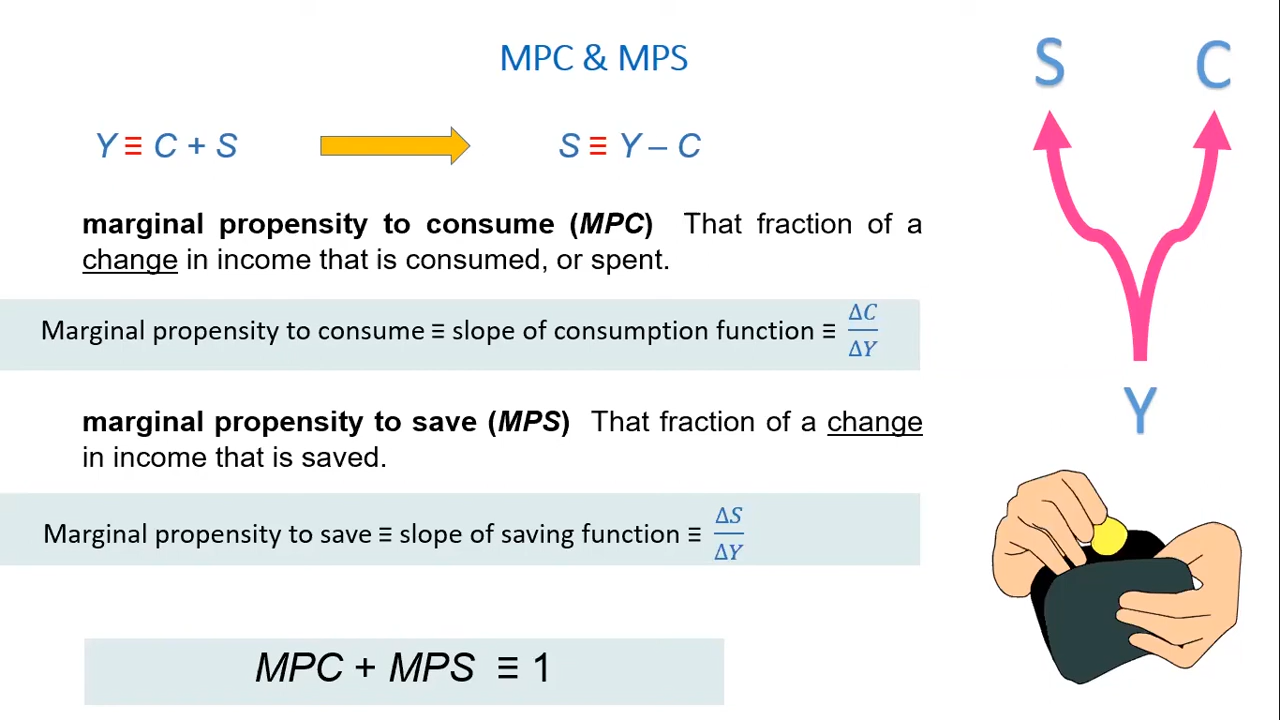 MPC & MPS
S C
Y ≡ C + S
S ≡ Y – C
marginal propensity to consume (MPC) That fraction of a
change in income that is consumed, or spent.
Marginal propensity to consume ≡ slope of consumption function ≡ ΔC/ΔY
marginal propensity to save (MPS) That fraction of a change
in income that is saved.
Y
Marginal propensity to save ≡ slope of saving function ≡ ΔS/ΔY
MPC + MPS ≡ 1